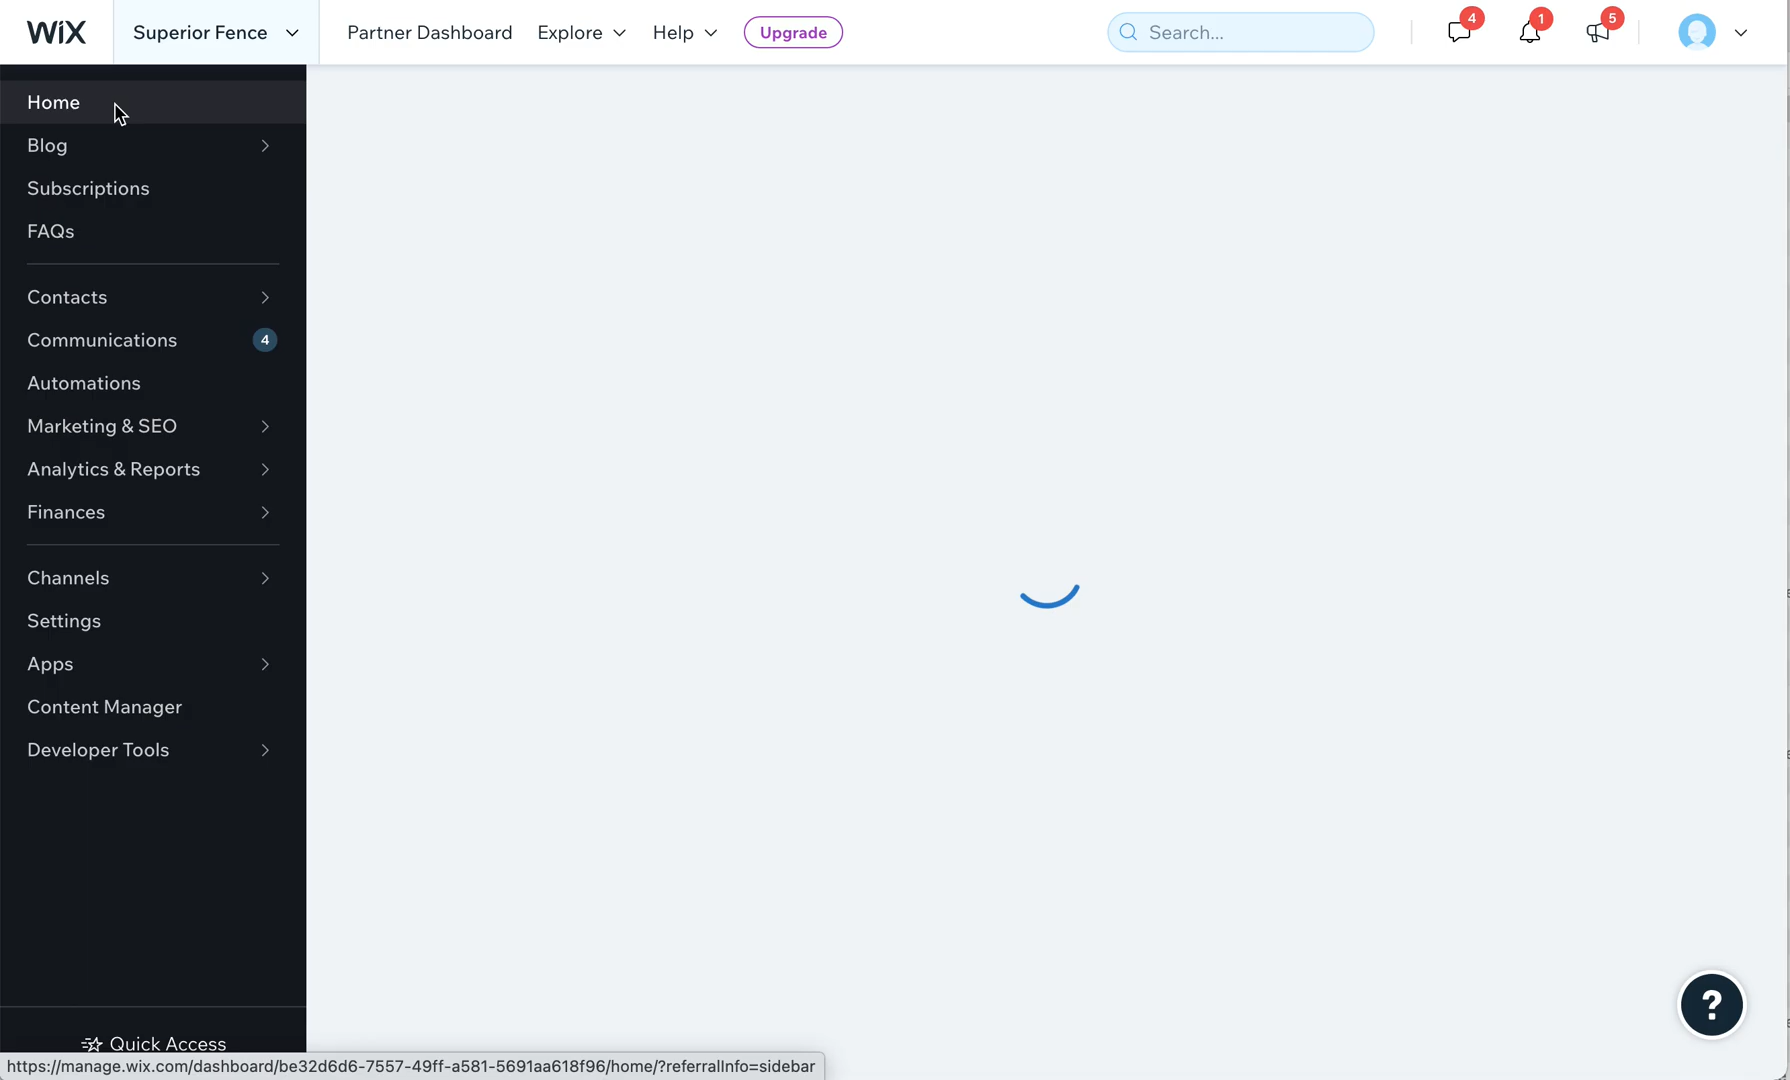 WiX
Superior Fence
Partner Dashboard
Explore
Help
Upgrade
Search...
4
1
5
Home
Blog
Subscriptions
FAQs
Contacts
Communications 4
Automations
Marketing & SEO
Analytics & Reports
Finances
Channels
Settings
Apps
Content Manager
Developer Tools
?
Quick Access
https://manage.wix.com/dashboard/be32d6d6-7557-49ff-a581-5691aa618f96/home/?referralInfo=sidebar